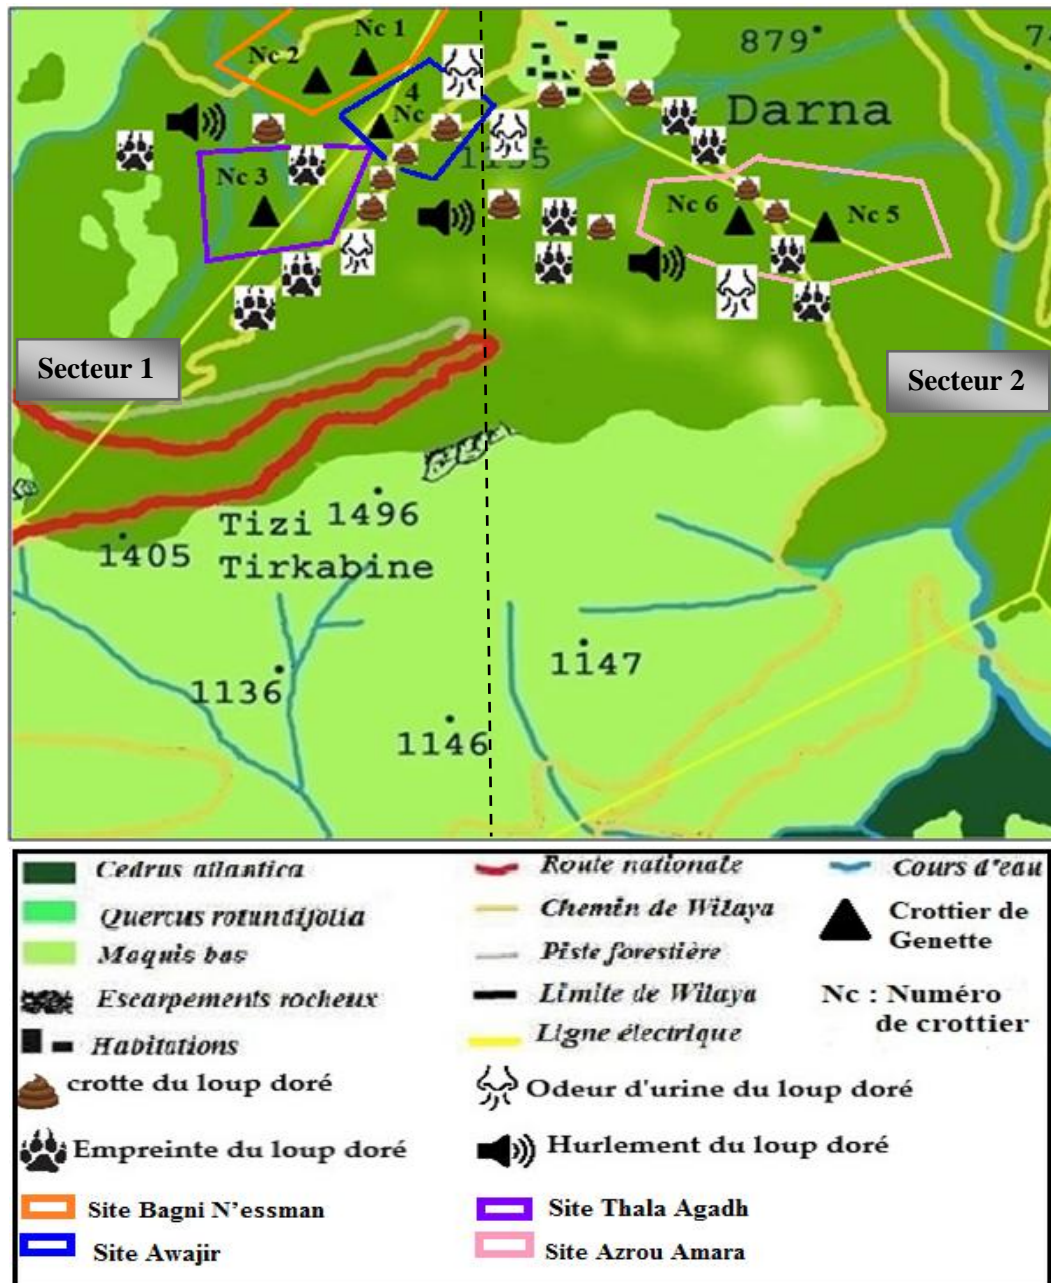 Nc 1
879
74
Nc 2
4
Nc
Darna
1155
Nc 3
Nc 6
Nc 5
Secteur 1
Secteur 2
Tizi
1496
1405
Tirkabine
1147
1136
1146
Cedrus atlantica
Route nationale
Cours d'eau
Quercus rotundifolia
Chemin de Wilaya
Crottier de
Genette
Maquis bas
Piste forestière
Escarpements rocheux
Limite de Wilaya
Nc : Numéro
de crottier
Habitations
Ligne électrique
crotte du loup doré
Odeur d'urine du loup doré
Empreinte du loup doré
Hurlement du loup doré
Site Bagni N'essman
Site Thala Agadh
Site Awajir
Site Azrou Amara